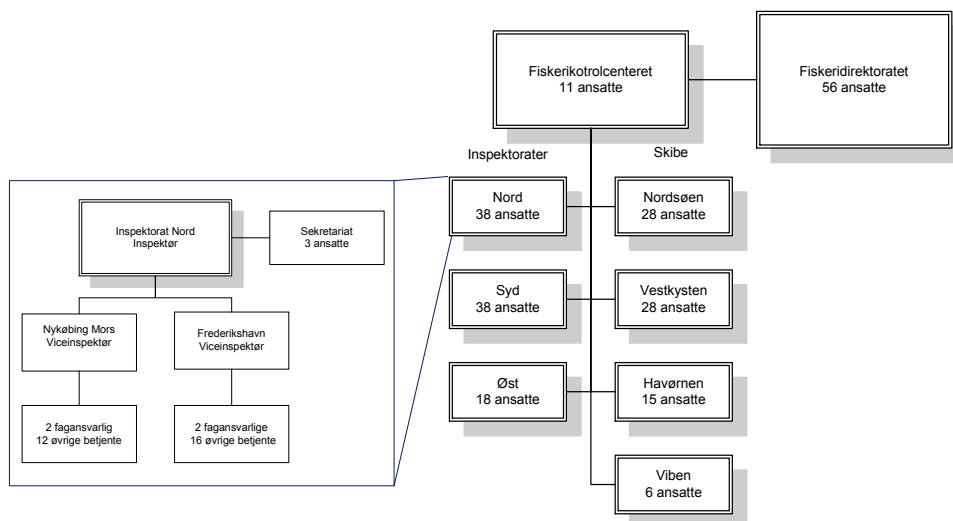 Fiskerikotrolcenteret
11 ansatte
Fiskeridirektoratet
56 ansatte
Inspektorater
Skibe
Nord
38 ansatte
Nordsøen
28 ansatte
Syd
38 ansatte
Vestkysten
28 ansatte
Øst
18 ansatte
Havørnen
15 ansatte
Viben
6 ansatte
Inspektorat Nord
Inspektør
Sekretariat
3 ansatte
Nykøbing Mors
Viceinspektør
Frederikshavn
Viceinspektør
2 fagansvarlig
12 øvrige betjente
2 fagansvarlige
16 øvrige betjente